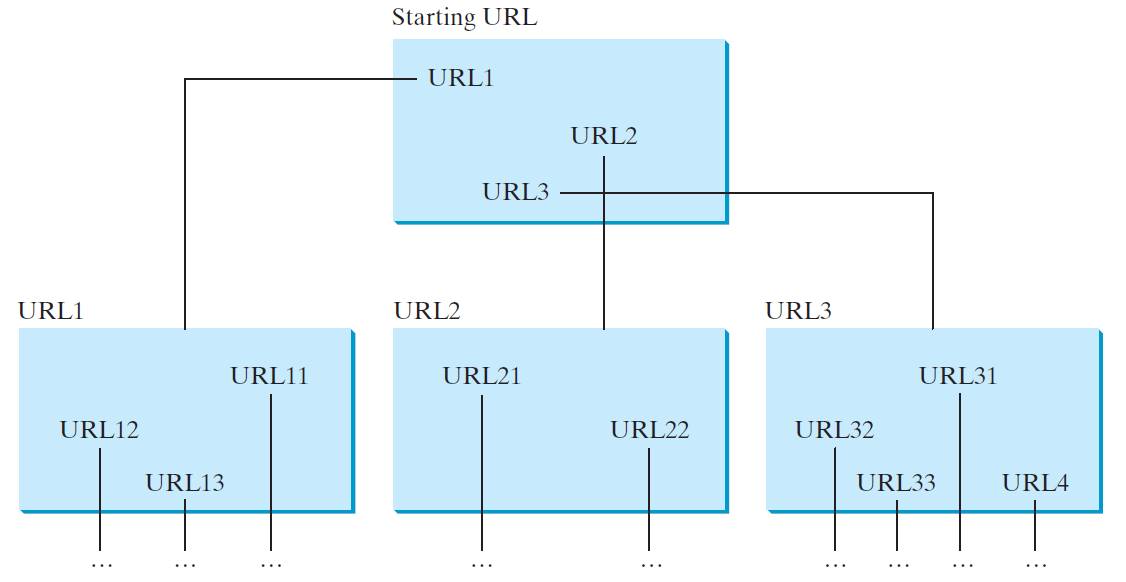 Starting URL
URL1
URL2
URL3
URL1
URL11
URL12
URL13
... ... ...
URL2
URL21
URL22
... ...
URL3
URL31
URL32
URL33 URL4
... ... ... ...